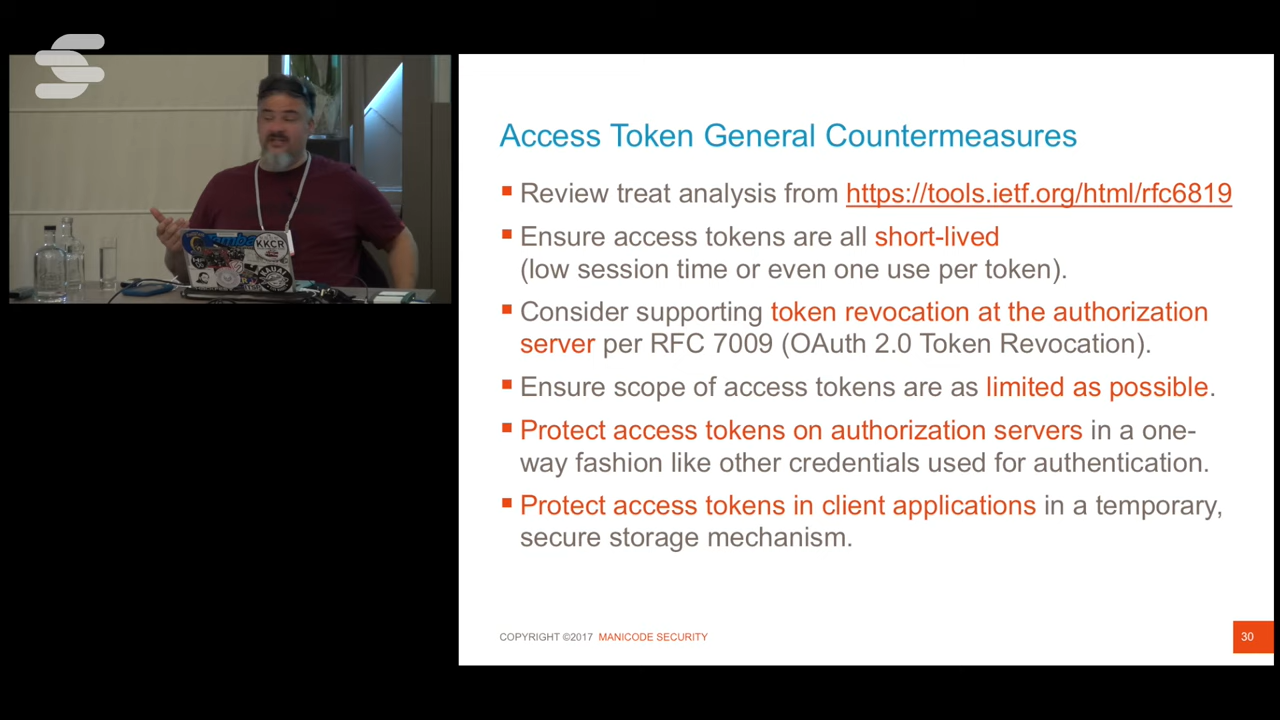 Access Token General Countermeasures
▪ Review treat analysis from https://tools.ietf.org/html/rfc6819
▪ Ensure access tokens are all short-lived
(low session time or even one use per token).
▪ Consider supporting token revocation at the authorization
server per RFC 7009 (OAuth 2.0 Token Revocation).
▪ Ensure scope of access tokens are as limited as possible.
▪ Protect access tokens on authorization servers in a one-
way fashion like other credentials used for authentication.
▪ Protect access tokens in client applications in a temporary,
secure storage mechanism.
COPYRIGHT ©2017 MANICODE SECURITY
30
KKCR
KAUAI